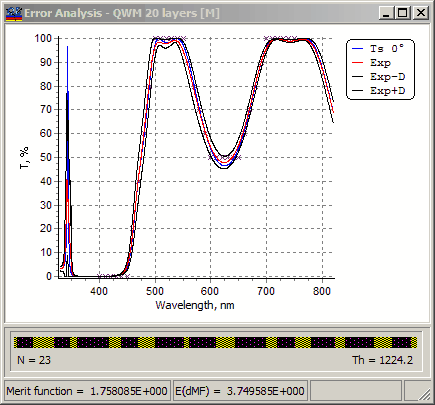 Error Analysis - QWM 20 layers [M]
T, %
100
90
80
70
60
50
40
30
20
10
0
400
500
600
700
800
Wavelength, nm
Ts 0°
Exp
Exp-D
Exp+D
N = 23
Th = 1224.2
Merit function = 1.758085E+000
E(dMF) = 3.749585E+000